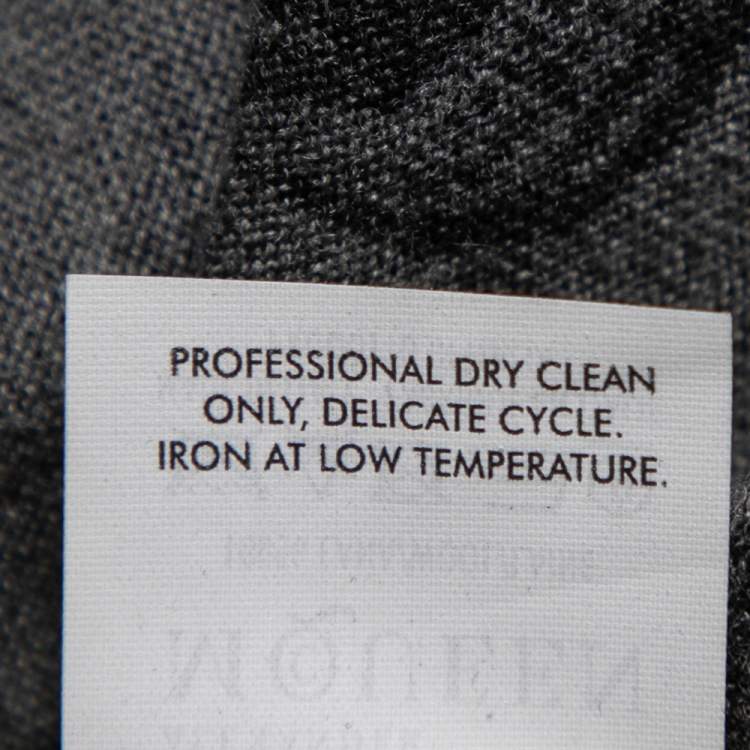 PROFESSIONAL DRY CLEAN
ONLY, DELICATE CYCLE.
IRON AT LOW TEMPERATURE.